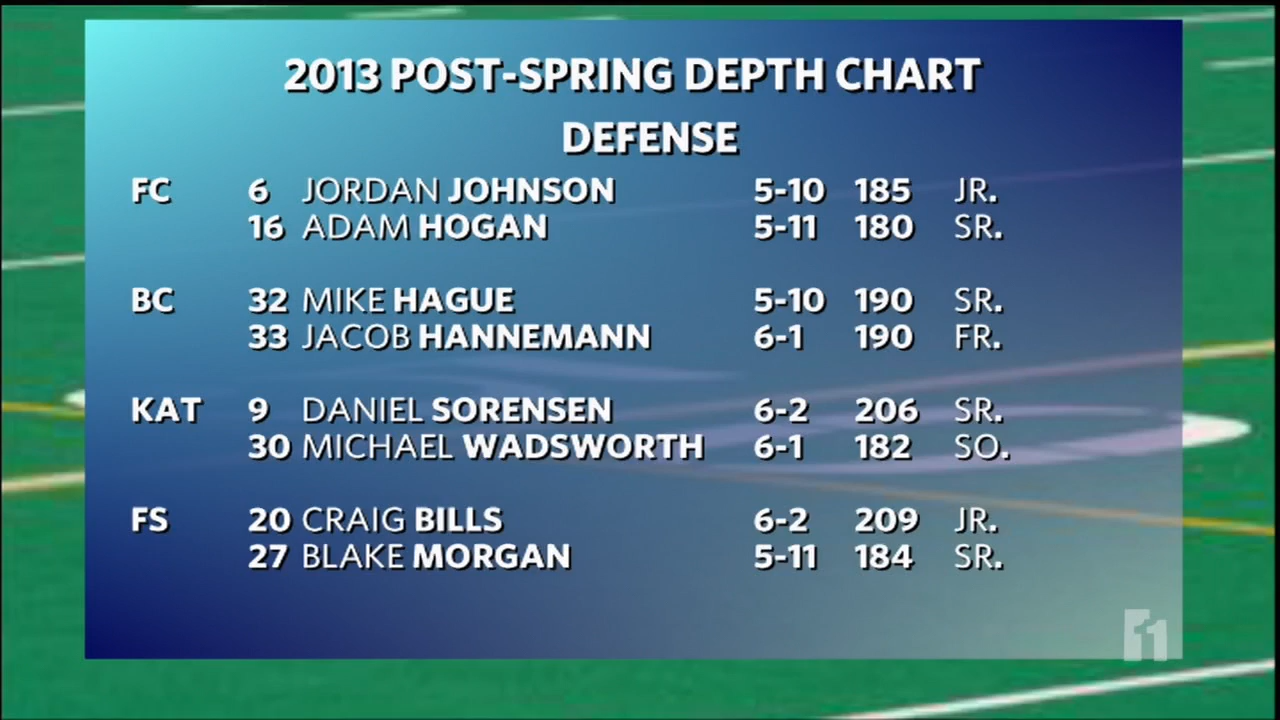 2013 POST-SPRING DEPTH CHART
DEFENSE
FC 6 JORDAN JOHNSON 5-10 185 JR.
16 ADAM HOGAN 5-11 180 SR.
BC 32 MIKE HAGUE 5-10 190 SR.
33 JACOB HANNEMANN 6-1 190 FR.
KAT 9 DANIEL SORENSEN 6-2 206 SR.
30 MICHAEL WADSWORTH 6-1 182 SO.
FS 20 CRAIG BILLS 6-2 209 JR.
27 BLAKE MORGAN 5-11 184 SR.
11